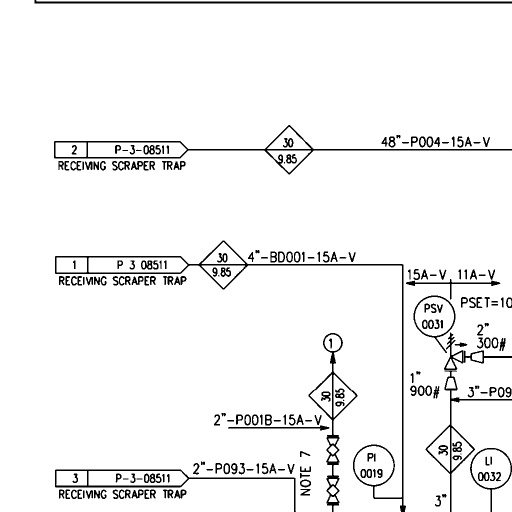 2 P-3-08511
RECEIVING SCRAPER TRAP
30
9.85
48"-P004-15A-V
1 P 3 08511
RECEIVING SCRAPER TRAP
30
9.85
4"-BD001-15A-V
15A-V 11A-V
PSV
0031
PSET=10
2"
300#
1
1"
900#
3"-P09
30
9.85
2"-P001B-15A-V
30
9.85
3 P-3-08511
RECEIVING SCRAPER TRAP
2"-P093-15A-V
NOTE 7
PI
0019
LI
0032
3"